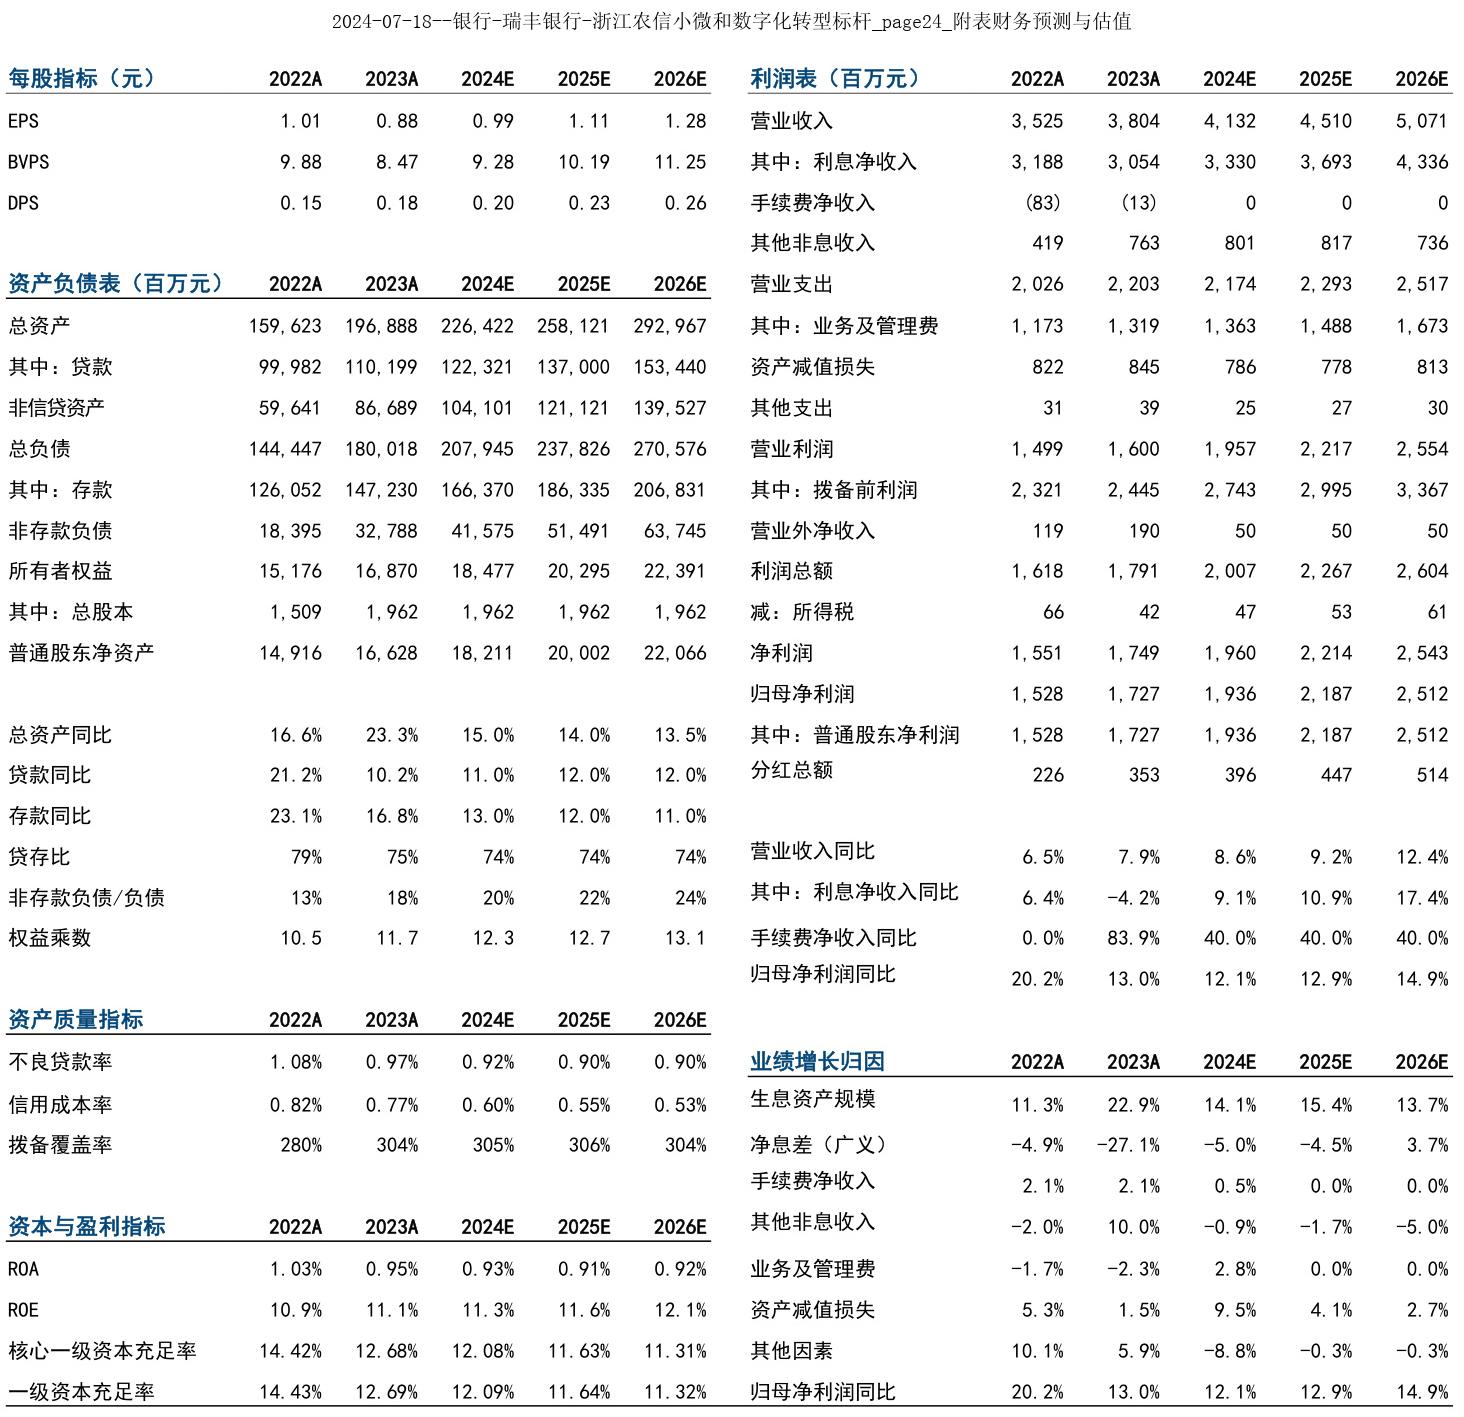 2024-07-18--银行-瑞丰银行-浙江农信小微和数字化转型标杆_page24_附表财务预测与估值
每股指标（元） 2022A 2023A 2024E 2025E 2026E
EPS 1.01 0.88 0.99 1.11 1.28
BVPS 9.88 8.47 9.28 10.19 11.25
DPS 0.15 0.18 0.20 0.23 0.26
资产负债表（百万元） 2022A 2023A 2024E 2025E 2026E
总资产 159,623 196,888 226,422 258,121 292,967
其中：贷款 99,982 110,199 122,321 137,000 153,440
非信贷资产 59,641 86,689 104,101 121,121 139,527
总负债 144,447 180,018 207,945 237,826 270,576
其中：存款 126,052 147,230 166,370 186,335 206,831
非存款负债 18,395 32,788 41,575 51,491 63,745
所有者权益 15,176 16,870 18,477 20,295 22,391
其中：总股本 1,509 1,962 1,962 1,962 1,962
普通股东净资产 14,916 16,628 18,211 20,002 22,066
总资产同比 16.6% 23.3% 15.0% 14.0% 13.5%
贷款同比 21.2% 10.2% 11.0% 12.0% 12.0%
存款同比 23.1% 16.8% 13.0% 12.0% 11.0%
贷存比 79% 75% 74% 74% 74%
非存款负债/负债 13% 18% 20% 22% 24%
权益乘数 10.5 11.7 12.3 12.7 13.1
资产质量指标 2022A 2023A 2024E 2025E 2026E
不良贷款率 1.08% 0.97% 0.92% 0.90% 0.90%
信用成本率 0.82% 0.77% 0.60% 0.55% 0.53%
拨备覆盖率 280% 304% 305% 306% 304%
资本与盈利指标 2022A 2023A 2024E 2025E 2026E
ROA 1.03% 0.95% 0.93% 0.91% 0.92%
ROE 10.9% 11.1% 11.3% 11.6% 12.1%
核心一级资本充足率 14.42% 12.68% 12.08% 11.63% 11.31%
一级资本充足率 14.43% 12.69% 12.09% 11.64% 11.32%
利润表（百万元） 2022A 2023A 2024E 2025E 2026E
营业收入 3,525 3,804 4,132 4,510 5,071
其中：利息净收入 3,188 3,054 3,330 3,693 4,336
手续费净收入 (83) (13) 0 0 0
其他非息收入 419 763 801 817 736
营业支出 2,026 2,203 2,174 2,293 2,517
其中：业务及管理费 1,173 1,319 1,363 1,488 1,673
资产减值损失 822 845 786 778 813
其他支出 31 39 25 27 30
营业利润 1,499 1,600 1,957 2,217 2,554
其中：拨备前利润 2,321 2,445 2,743 2,995 3,367
营业外净收入 119 190 50 50 50
利润总额 1,618 1,791 2,007 2,267 2,604
减：所得税 66 42 47 53 61
净利润 1,551 1,749 1,960 2,214 2,543
归母净利润 1,528 1,727 1,936 2,187 2,512
其中：普通股东净利润 1,528 1,727 1,936 2,187 2,512
分红总额 226 353 396 447 514
营业收入同比 6.5% 7.9% 8.6% 9.2% 12.4%
其中：利息净收入同比 6.4% -4.2% 9.1% 10.9% 17.4%
手续费净收入同比 0.0% 83.9% 40.0% 40.0% 40.0%
归母净利润同比 20.2% 13.0% 12.1% 12.9% 14.9%
业绩增长归因 2022A 2023A 2024E 2025E 2026E
生息资产规模 11.3% 22.9% 14.1% 15.4% 13.7%
净息差（广义） -4.9% -27.1% -5.0% -4.5% 3.7%
手续费净收入 2.1% 2.1% 0.5% 0.0% 0.0%
其他非息收入 -2.0% 10.0% -0.9% -1.7% -5.0%
业务及管理费 -1.7% -2.3% 2.8% 0.0% 0.0%
资产减值损失 5.3% 1.5% 9.5% 4.1% 2.7%
其他因素 10.1% 5.9% -8.8% -0.3% -0.3%
归母净利润同比 20.2% 13.0% 12.1% 12.9% 14.9%